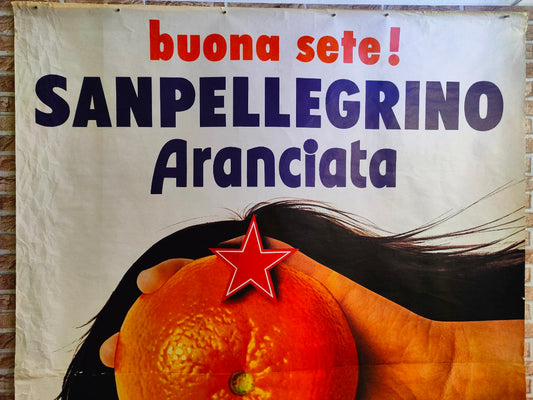 buona sete!
SANPELLEGRINO
Aranciata